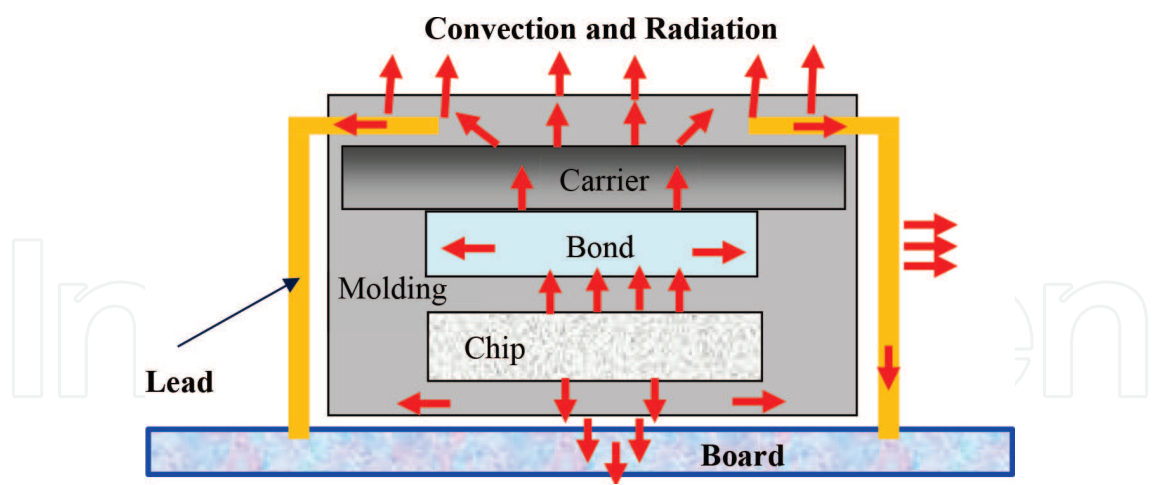 Convection and Radiation
Carrier
Bond
Molding
Chip
Lead
Board